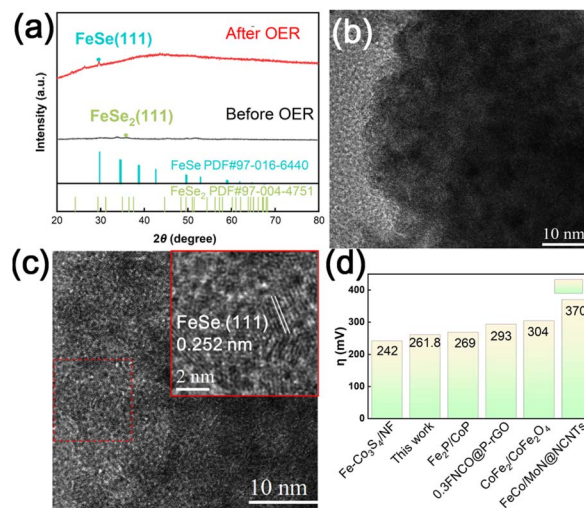 (a)
FeSe(111)
After OER
FeSe₂(111)
Before OER
FeSe PDF#97-016-6440
FeSe₂ PDF#97-004-4751
Intensity (a.u.)
20 30 40 50 60 70 80
2θ (degree)
(b)
10 nm
(c)
FeSe (111)
0.252 nm
2 nm
10 nm
(d)
η (mV)
400
300
200
100
0
242
261.8
269
293
304
370
Fe-Co₃S₄/NF
This work
Fe₂P/CoP
0.3FNCO@P-rGO
CoFe₂/CoFe₂O₄
FeCo/MoN@NCNTs